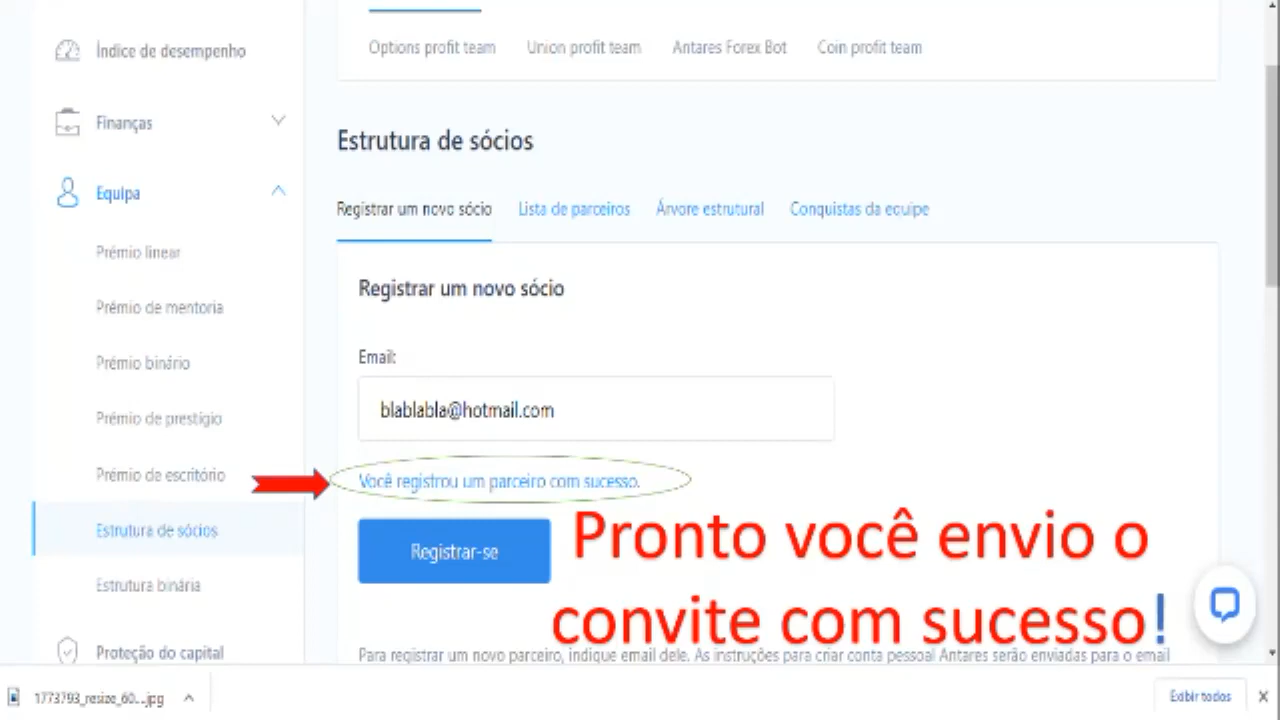 Índice de desempenho
Finanças
Equipa
Prémio linear
Prémio de mentoria
Prémio binário
Prémio de prestígio
Prémio de escritório
Estrutura de sócios
Estrutura binária
Proteção do capital
Options profit team Union profit team Antares Forex Bot Coin profit team
Estrutura de sócios
Registrar um novo sócio Lista de parceiros Árvore estrutural Conquistas da equipe
Registrar um novo sócio
Email:
blablabla@hotmail.com
Você registrou um parceiro com sucesso.
Registrar-se
Pronto você envio o
convite com sucesso!
Para registrar um novo parceiro, indique email dele. As instruções para criar conta pessoal Antares serão enviadas para o email
1773793_resize_60....jpg
Exibir todos